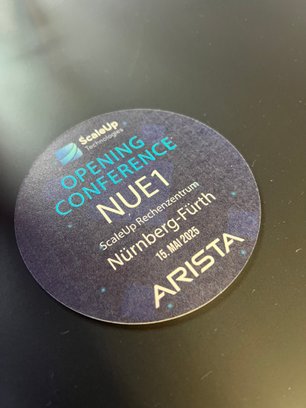 ScaleUp
Technologies
OPENING
CONFERENCE
NUE1
ScaleUp Rechenzentrum
Nürnberg-Fürth
15. MAI 2025
ARISTA